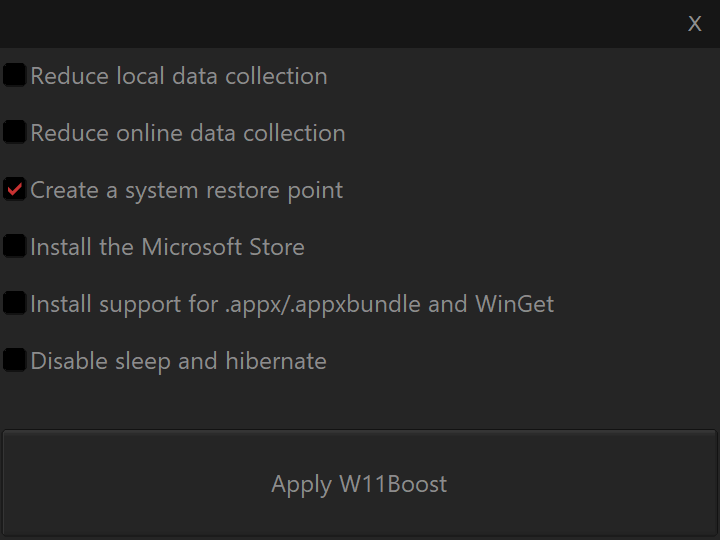 X
Reduce local data collection
Reduce online data collection
Create a system restore point
Install the Microsoft Store
Install support for .appx/.appxbundle and WinGet
Disable sleep and hibernate
Apply W11Boost